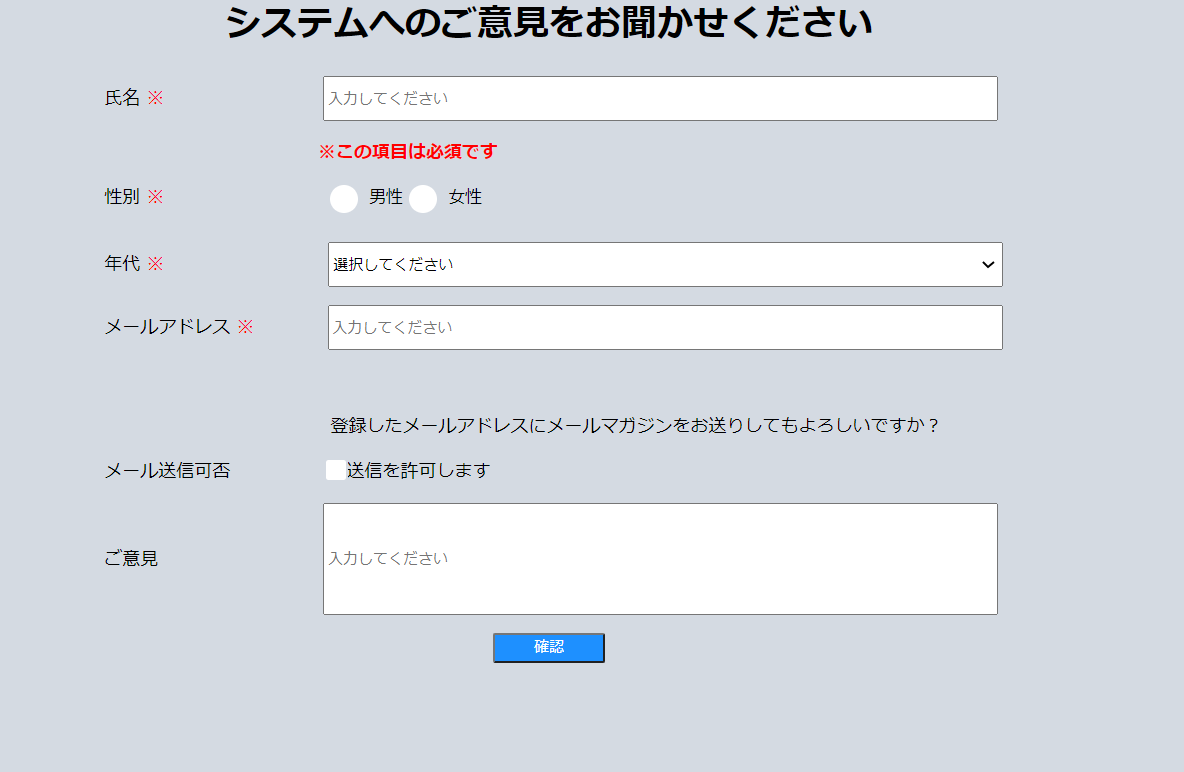 システムへのご意見をお聞かせください
氏名 ※
入力してください
※この項目は必須です
性別 ※
男性 女性
年代 ※
選択してください
メールアドレス ※
入力してください
登録したメールアドレスにメールマガジンをお送りしてもよろしいですか？
メール送信可否
送信を許可します
ご意見
入力してください
確認